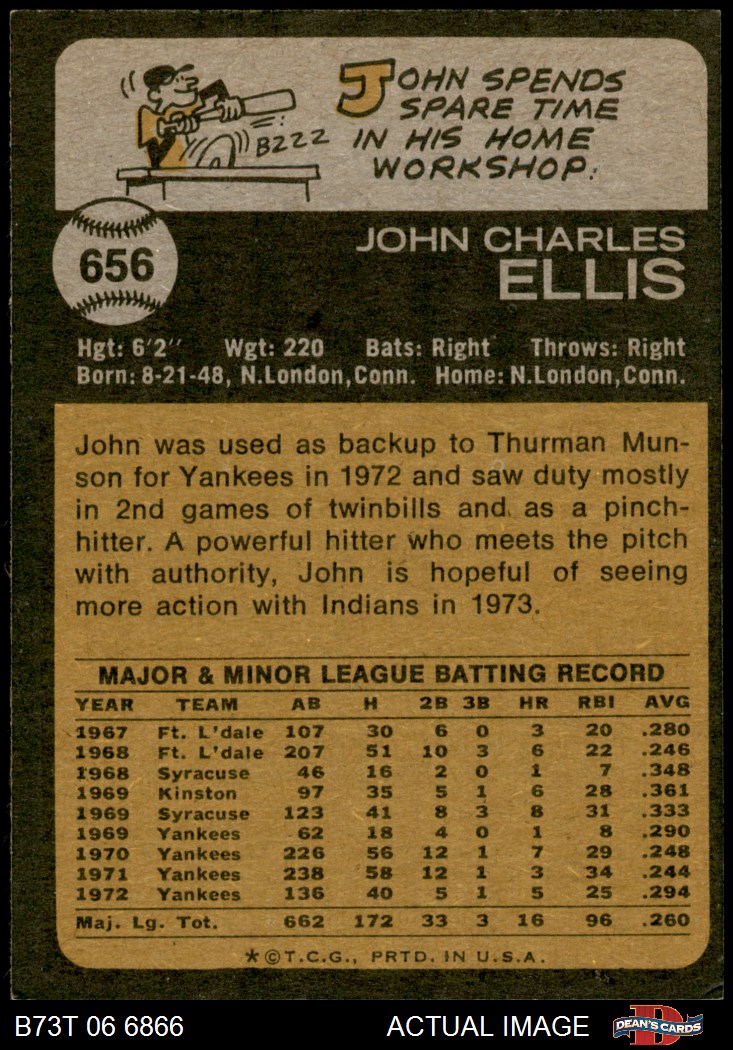 JOHN SPENDS
SPARE TIME
IN HIS HOME
WORKSHOP.
BZZZ
656
JOHN CHARLES
ELLIS
Hgt: 6'2" Wgt: 220 Bats: Right Throws: Right
Born: 8-21-48, N.London, Conn. Home: N.London, Conn.
John was used as backup to Thurman Mun-
son for Yankees in 1972 and saw duty mostly
in 2nd games of twinbills and as a pinch-
hitter. A powerful hitter who meets the pitch
with authority, John is hopeful of seeing
more action with Indians in 1973.
MAJOR & MINOR LEAGUE BATTING RECORD
YEAR TEAM AB H 2B 3B HR RBI AVG
1967 Ft. L'dale 107 30 6 0 3 20 .280
1968 Ft. L'dale 207 51 10 3 6 22 .246
1968 Syracuse 46 16 2 0 1 7 .348
1969 Kinston 97 35 5 1 6 28 .361
1969 Syracuse 123 41 8 3 8 31 .333
1969 Yankees 62 18 4 0 1 8 .290
1970 Yankees 226 56 12 1 7 29 .248
1971 Yankees 238 58 12 1 3 34 .244
1972 Yankees 136 40 5 1 5 25 .294
Maj. Lg. Tot. 662 172 33 3 16 96 .260
*©T.C.G., PRTD. IN U.S.A.
B73T 06 6866 ACTUAL IMAGE DEAN'S CARDS